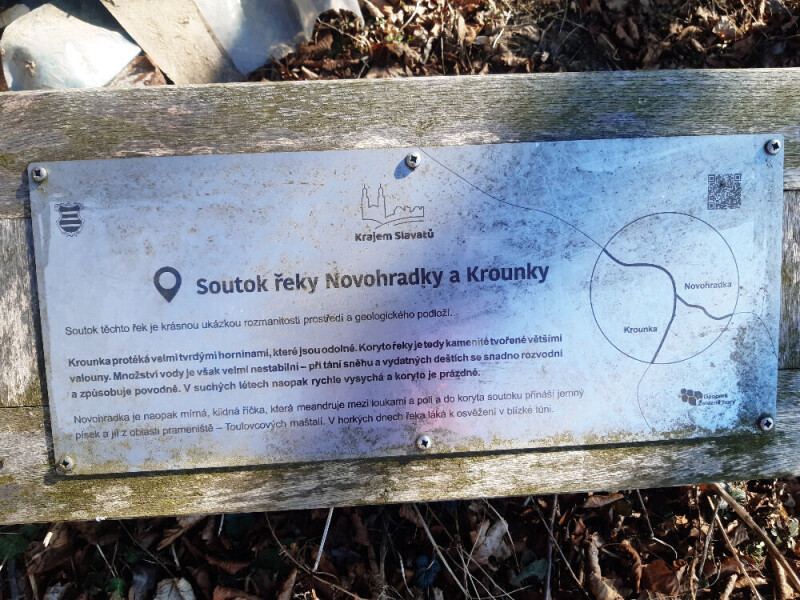 Krajem Slavatů
Soutok řeky Novohradky a Krounky
Soutok těchto řek je krásnou ukázkou rozmanitosti prostředí a geologického podloží.
Krounka protéká velmi tvrdými horninami, které jsou odolné. Koryto řeky je tedy kamenité tvořené většími
valouny. Množství vody je však velmi nestabilní – při tání sněhu a vydatných deštích se snadno rozvodní
a způsobuje povodně. V suchých létech naopak rychle vysychá a koryto je prázdné.
Novohradka je naopak mírná, klidná říčka, která meandruje mezi loukami a poli a do koryta soutoku přináší jemný
písek a jíl z oblasti prameniště – Toulovcových maštalí. V horkých dnech řeka láká k osvěžení v blízké tůni.
Novohradka
Krounka
Geopark
Železné hory